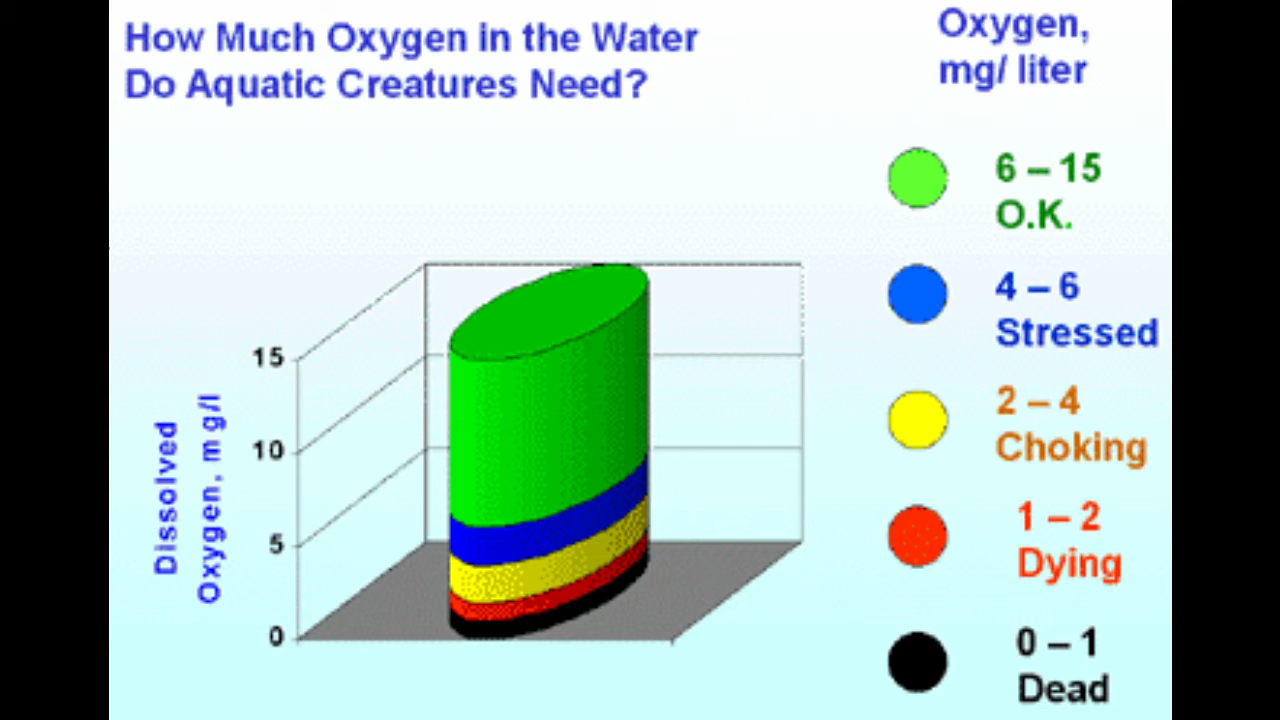 How Much Oxygen in the Water
Do Aquatic Creatures Need?
Oxygen,
mg/ liter
6 – 15
O.K.
4 – 6
Stressed
2 – 4
Choking
1 – 2
Dying
0 – 1
Dead
15
10
5
0
Dissolved
Oxygen, m g/l